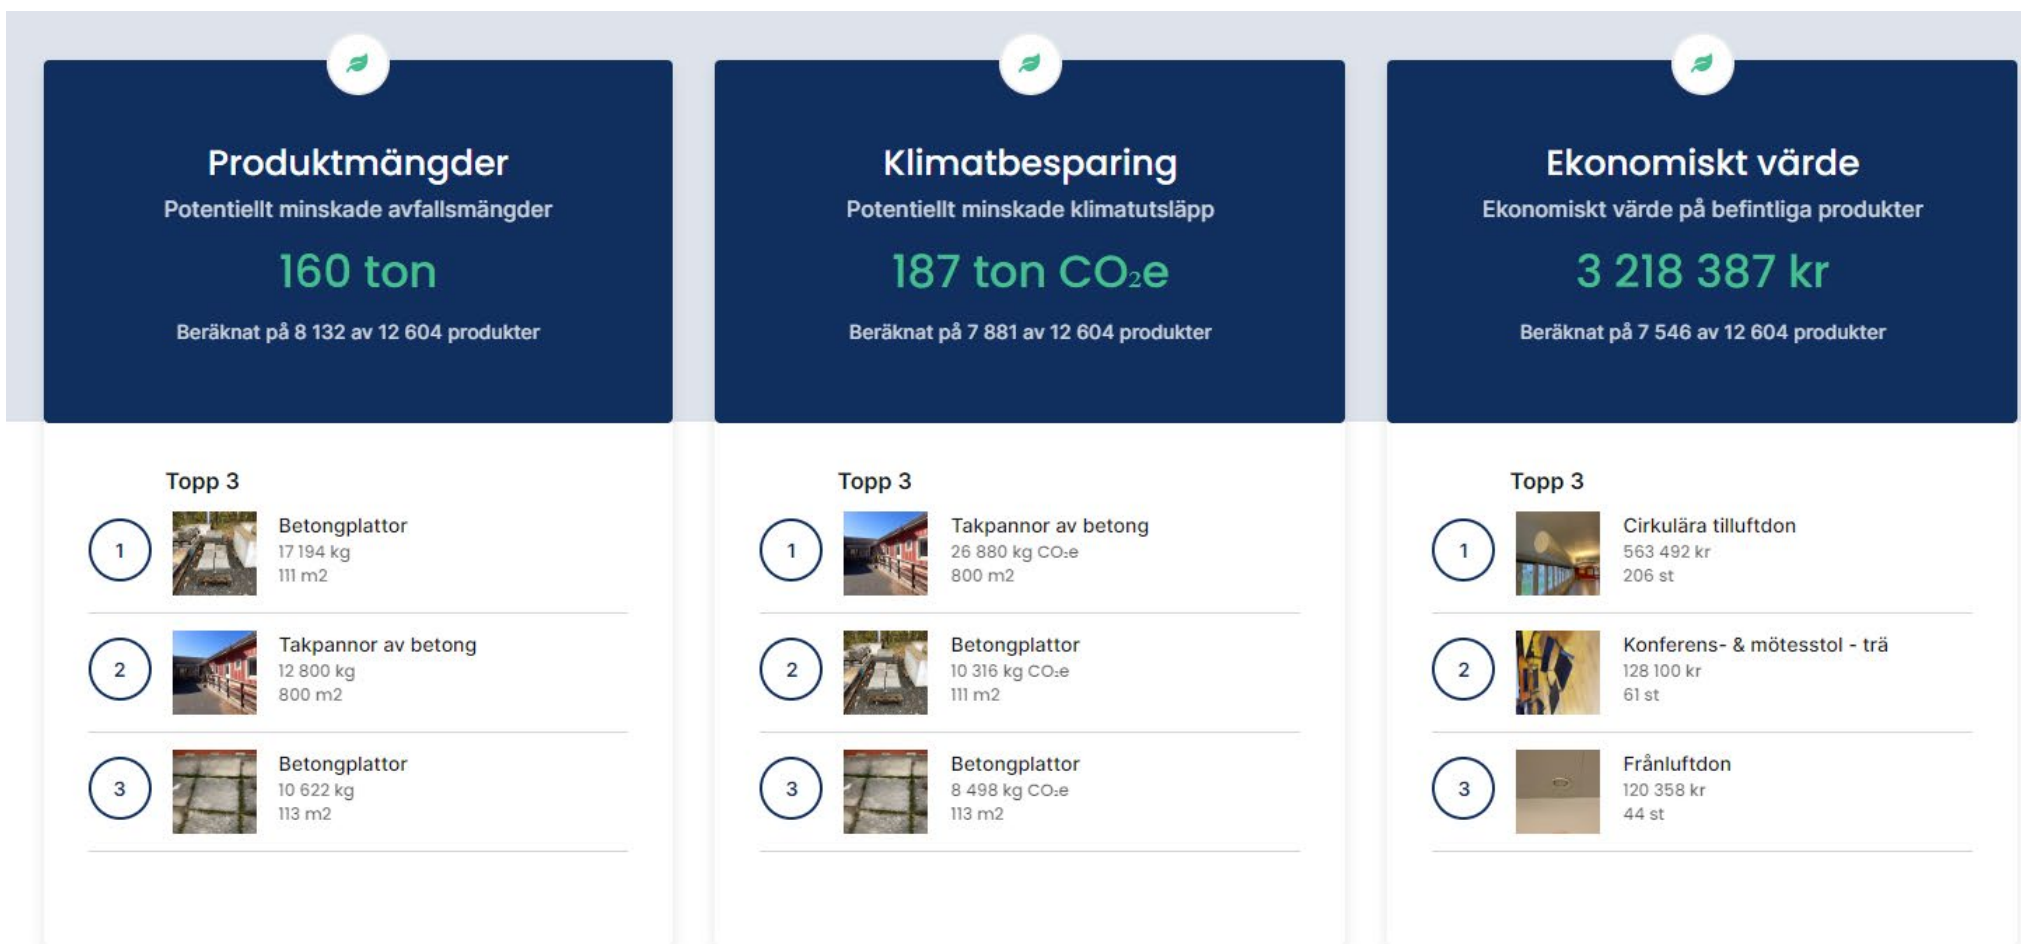 Produktmängder
Potentiellt minskade avfallsmängder
160 ton
Beräknat på 8 132 av 12 604 produkter
Topp 3
1
Betongplattor
17 194 kg
111 m2
2
Takpannor av betong
12 800 kg
800 m2
3
Betongplattor
10 622 kg
113 m2
Klimatbesparing
Potentiellt minskade klimatutsläpp
187 ton CO₂e
Beräknat på 7 881 av 12 604 produkter
Topp 3
1
Takpannor av betong
26 880 kg CO₂e
800 m2
2
Betongplattor
10 316 kg CO₂e
111 m2
3
Betongplattor
8 498 kg CO₂e
113 m2
Ekonomiskt värde
Ekonomiskt värde på befintliga produkter
3 218 387 kr
Beräknat på 7 546 av 12 604 produkter
Topp 3
1
Cirkulära tilluftdon
563 492 kr
206 st
2
Konferens- & mötesstol - trä
128 100 kr
61 st
3
Frånluftdon
120 358 kr
44 st